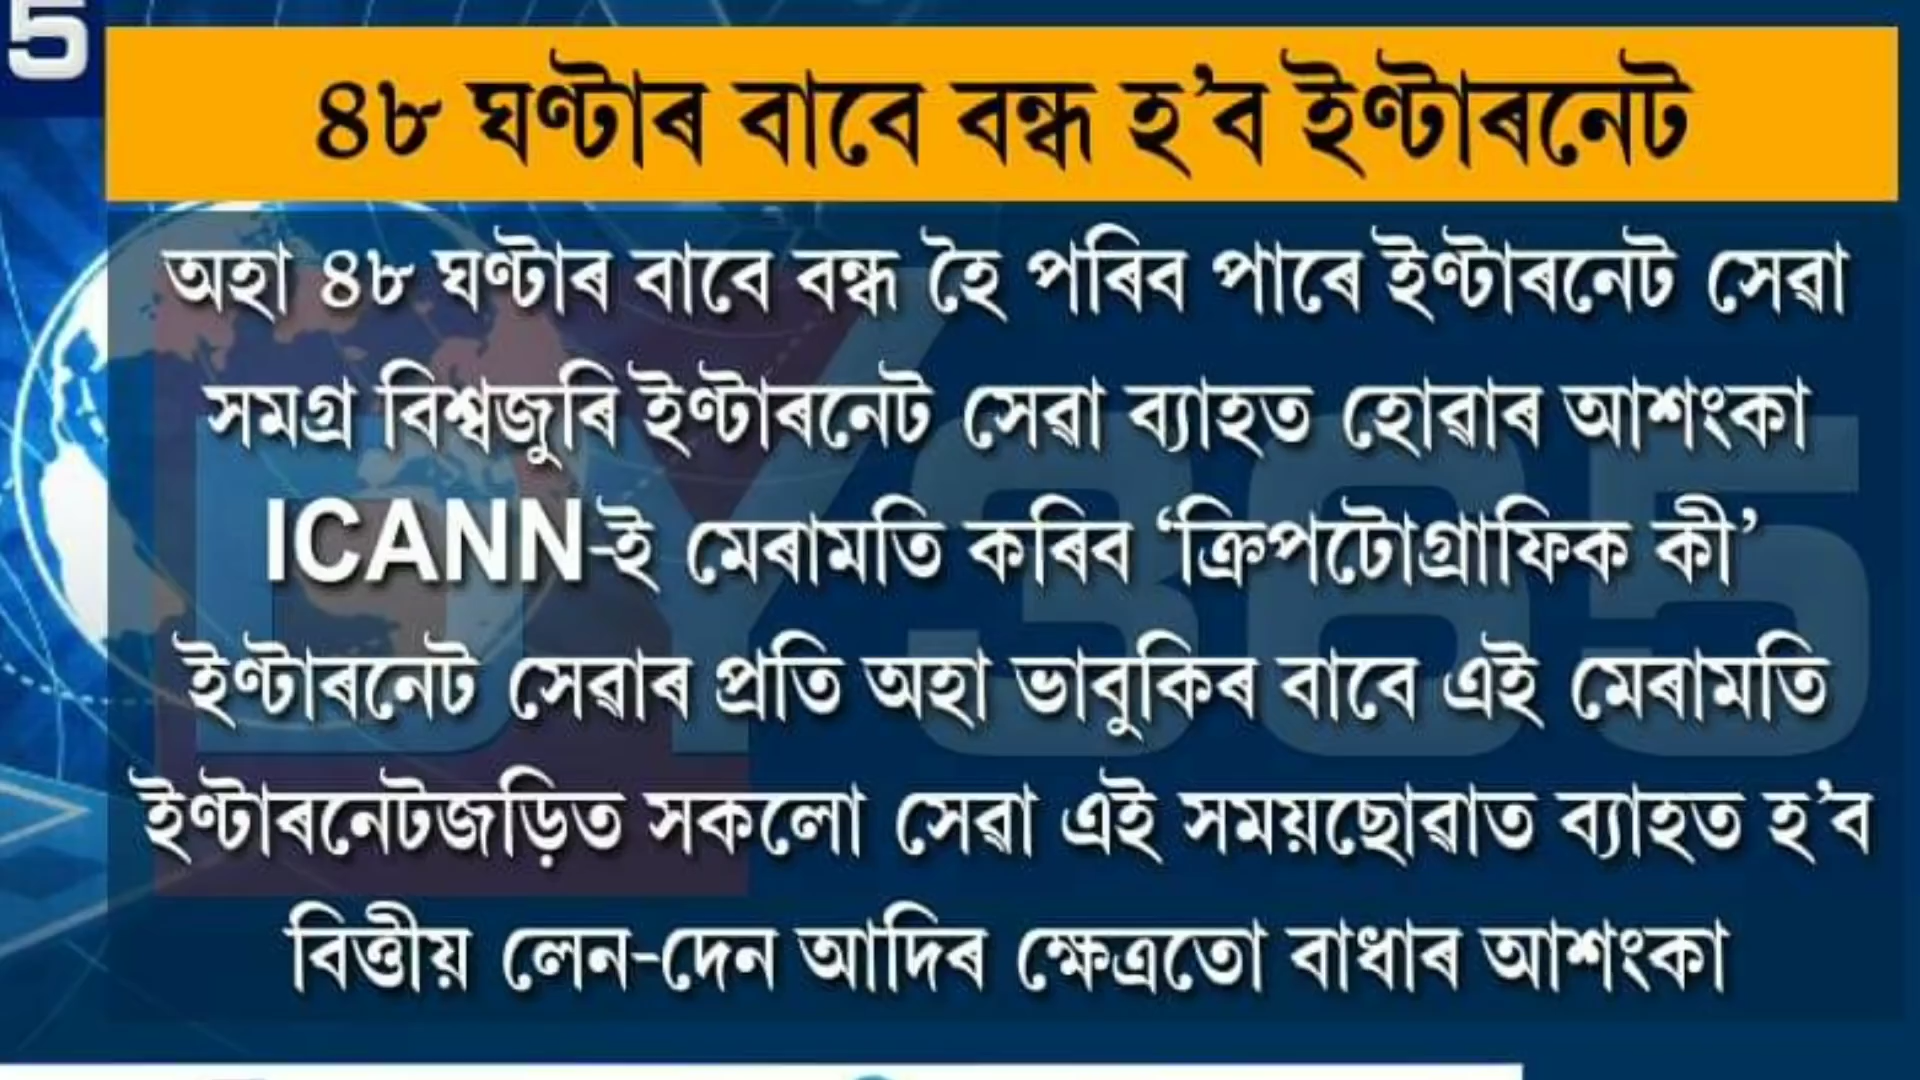 5
৪৮ ঘণ্টাৰ বাবে বন্ধ হ'ব ইণ্টাৰনেট
অহা ৪৮ ঘণ্টাৰ বাবে বন্ধ হৈ পৰিব পাৰে ইণ্টাৰনেট সেৱা
সমগ্ৰ বিশ্বজুৰি ইণ্টাৰনেট সেৱা ব্যাহত হোৱাৰ আশংকা
ICANN-ই মেৰামতি কৰিব ‘ক্ৰিপটোগ্ৰাফিক কী’
ইণ্টাৰনেট সেৱাৰ প্ৰতি অহা ভাবুকিৰ বাবে এই মেৰামতি
ইণ্টাৰনেটজড়িত সকলো সেৱা এই সময়ছোৱাত ব্যাহত হ'ব
বিত্তীয় লেন-দেন আদিৰ ক্ষেত্ৰতো বাধাৰ আশংকা
DY365